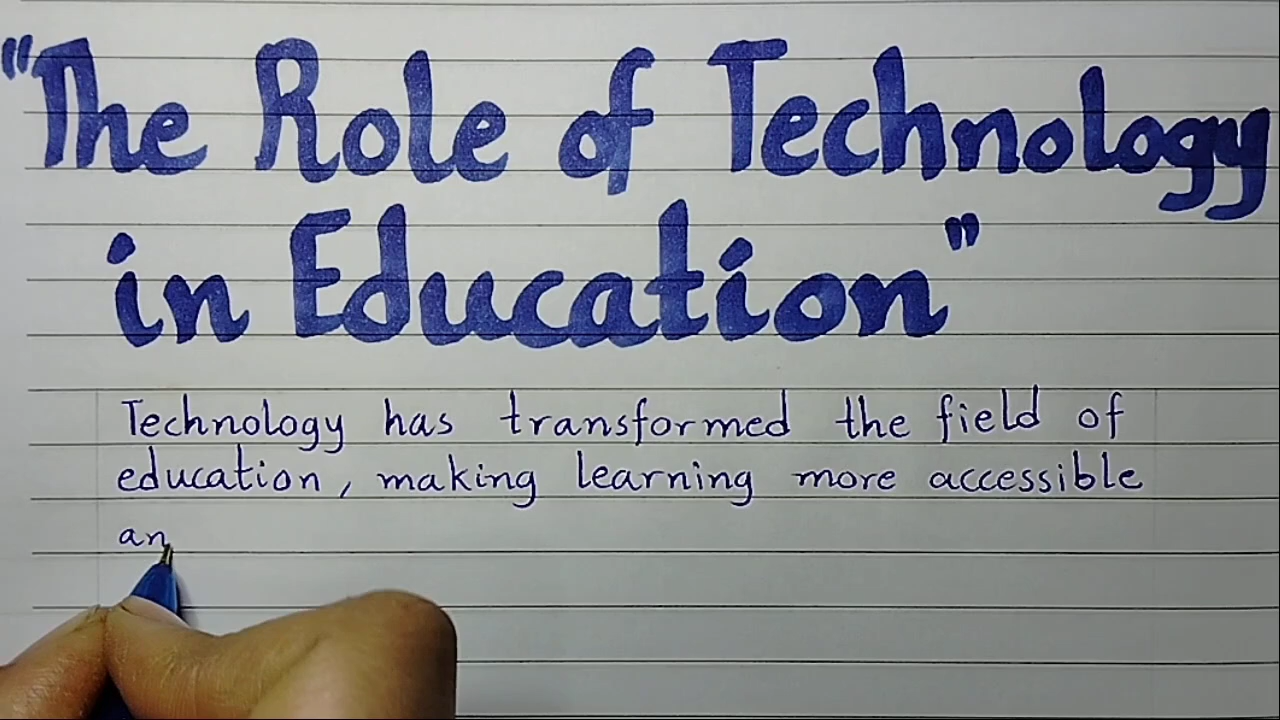 "The Role of Technology
in Education"
Technology has transformed the field of
education, making learning more accessible
an